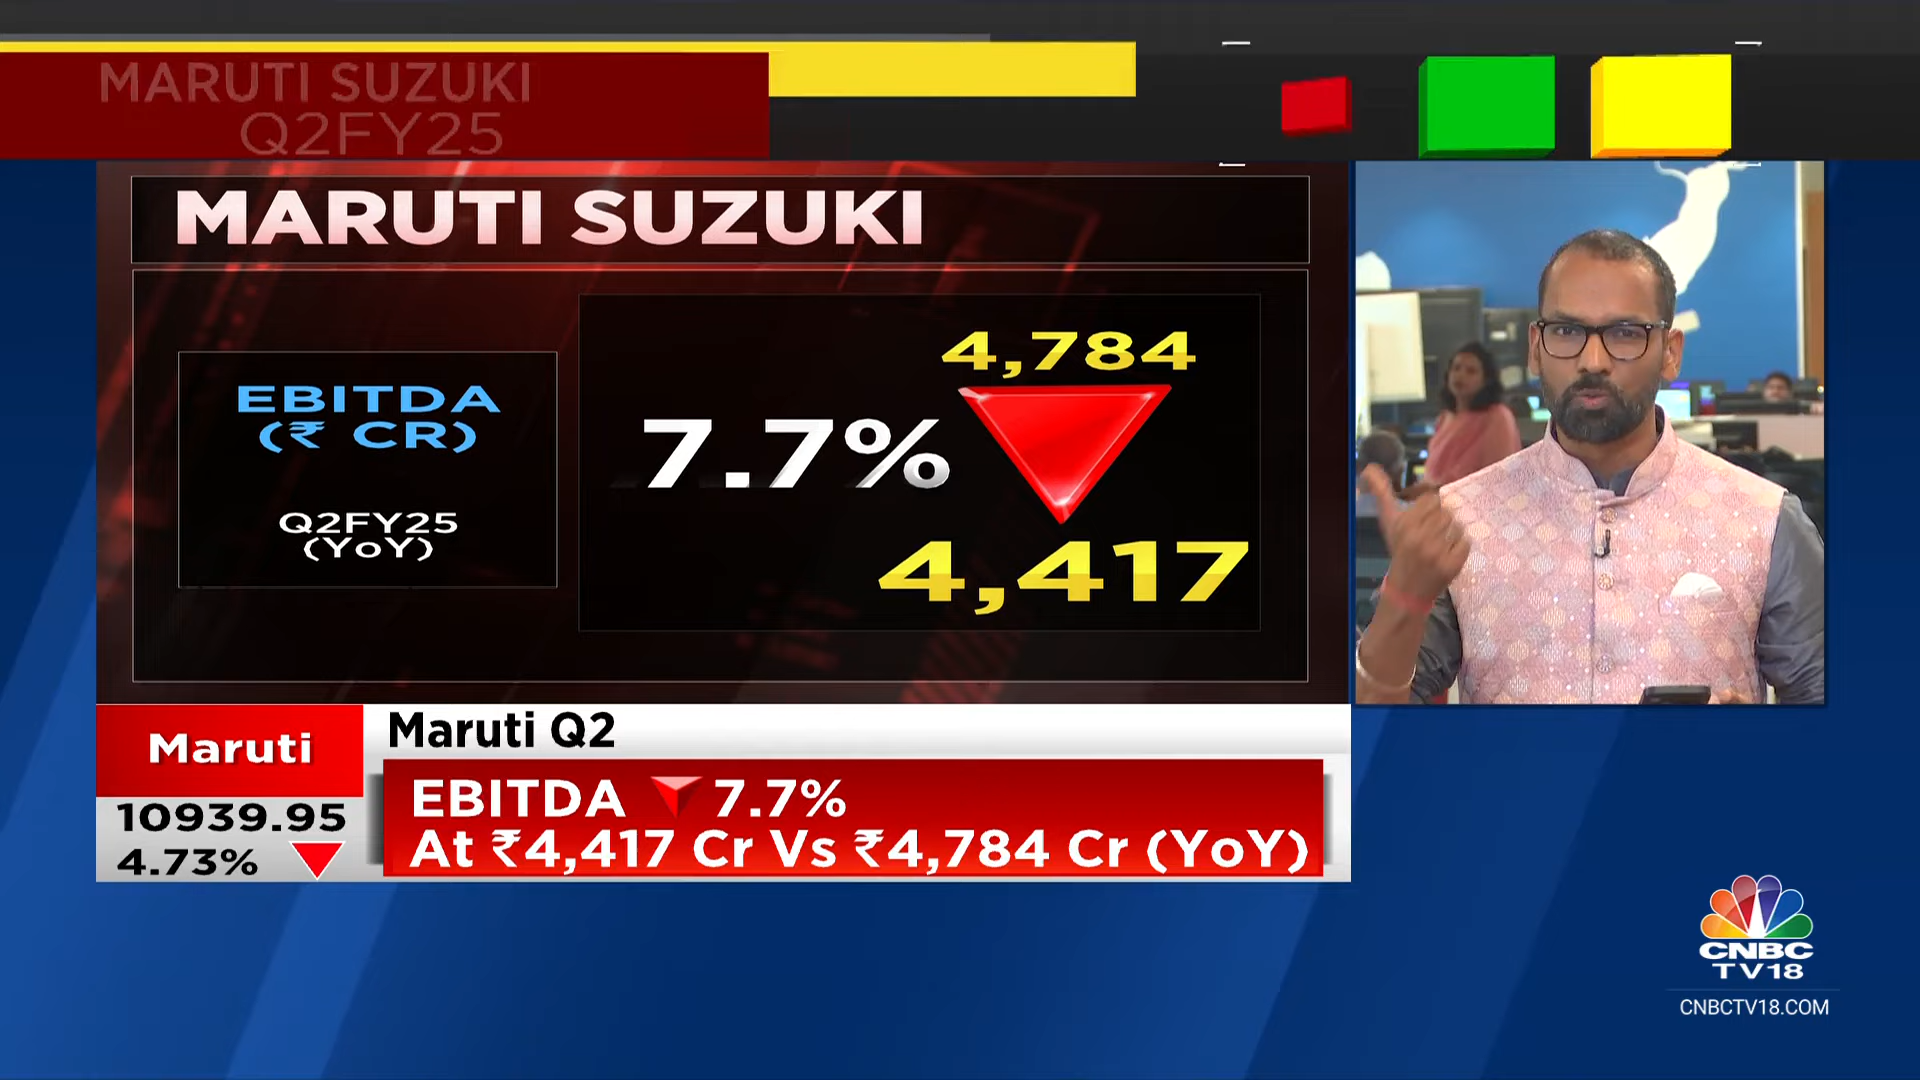 MARUTI SUZUKI
Q2FY25
MARUTI SUZUKI
EBITDA
(₹ CR)
Q2FY25
(YoY)
4,784
7.7%
4,417
Maruti
10939.95
4.73%
Maruti Q2
EBITDA 7.7%
At ₹4,417 Cr Vs ₹4,784 Cr (YoY)
CNBC
TV18
CNBCTV18.COM